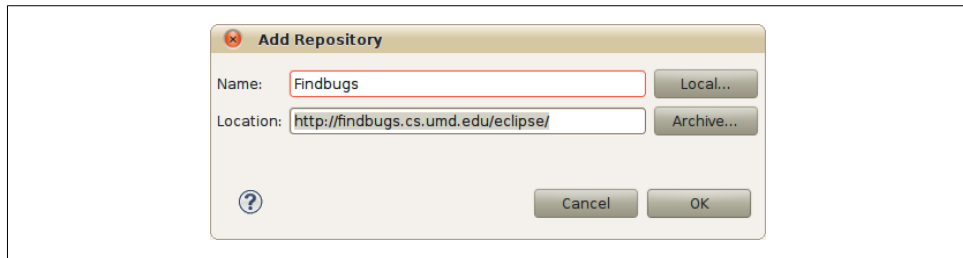 Add Repository
Name: Findbugs Local...
Location: http://findbugs.cs.umd.edu/eclipse/ Archive...
? Cancel OK